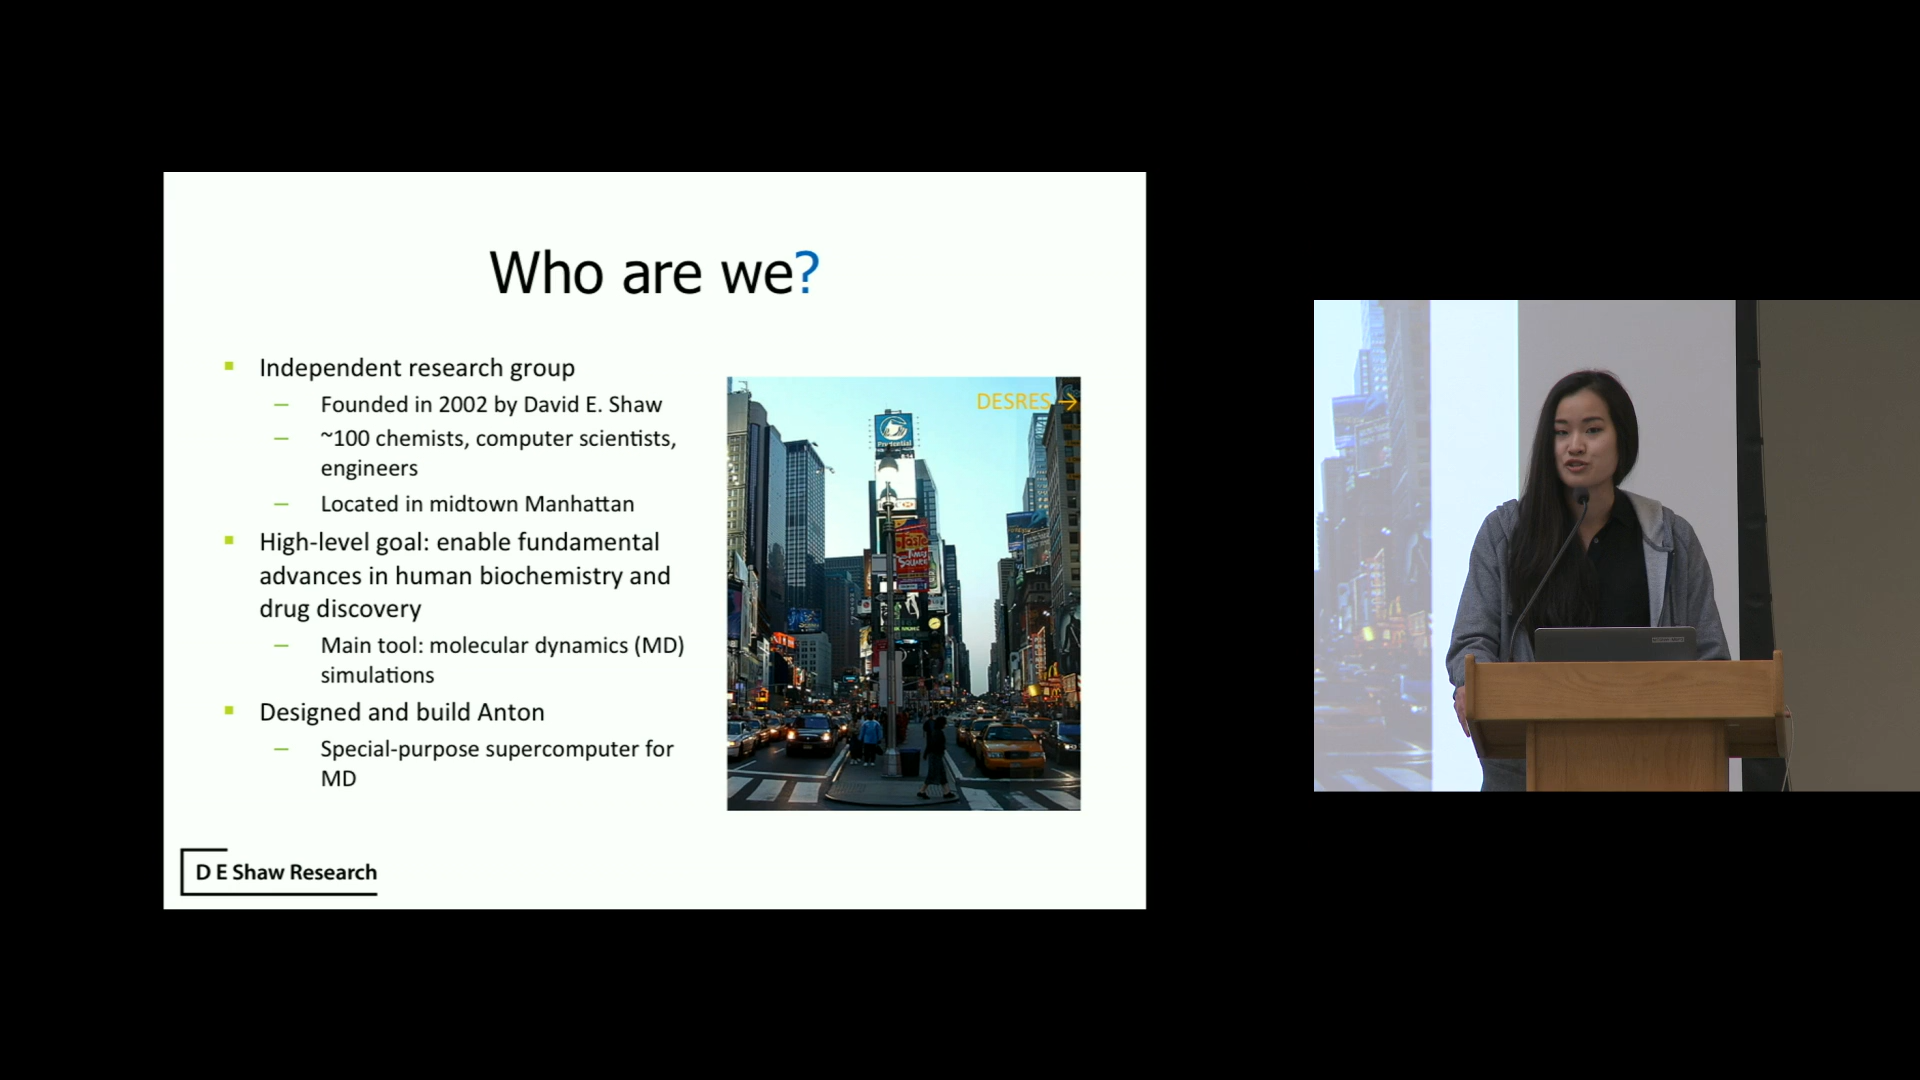 Who are we?
Independent research group
– Founded in 2002 by David E. Shaw
– ~100 chemists, computer scientists,
engineers
– Located in midtown Manhattan
High-level goal: enable fundamental
advances in human biochemistry and
drug discovery
– Main tool: molecular dynamics (MD)
simulations
Designed and build Anton
– Special-purpose supercomputer for
MD
DESRES →
Prudential
D E Shaw Research